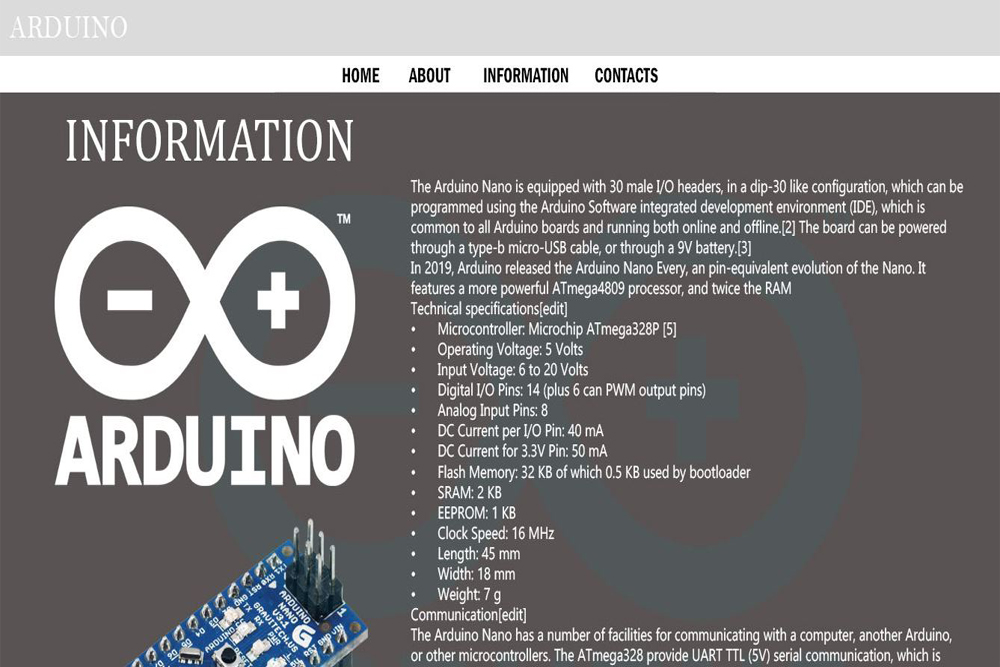 ARDUINO
HOME ABOUT INFORMATION CONTACTS
INFORMATION
The Arduino Nano is equipped with 30 male I/O headers, in a dip-30 like configuration, which can be
programmed using the Arduino Software integrated development environment (IDE), which is
common to all Arduino boards and running both online and offline.[2] The board can be powered
through a type-b micro-USB cable, or through a 9V battery.[3]
In 2019, Arduino released the Arduino Nano Every, an pin-equivalent evolution of the Nano. It
features a more powerful ATmega4809 processor, and twice the RAM
Technical specifications[edit]
• Microcontroller: Microchip ATmega328P [5]
• Operating Voltage: 5 Volts
• Input Voltage: 6 to 20 Volts
• Digital I/O Pins: 14 (plus 6 can PWM output pins)
• Analog Input Pins: 8
• DC Current per I/O Pin: 40 mA
• DC Current for 3.3V Pin: 50 mA
• Flash Memory: 32 KB of which 0.5 KB used by bootloader
• SRAM: 2 KB
• EEPROM: 1 KB
• Clock Speed: 16 MHz
• Length: 45 mm
• Width: 18 mm
• Weight: 7 g
Communication[edit]
The Arduino Nano has a number of facilities for communicating with a computer, another Arduino,
or other microcontrollers. The ATmega328 provide UART TTL (5V) serial communication, which is
TM
ARDUINO
ARDUINO
NANO
V3.1
GRAVITECH.US
TX1 RX0 RST GND